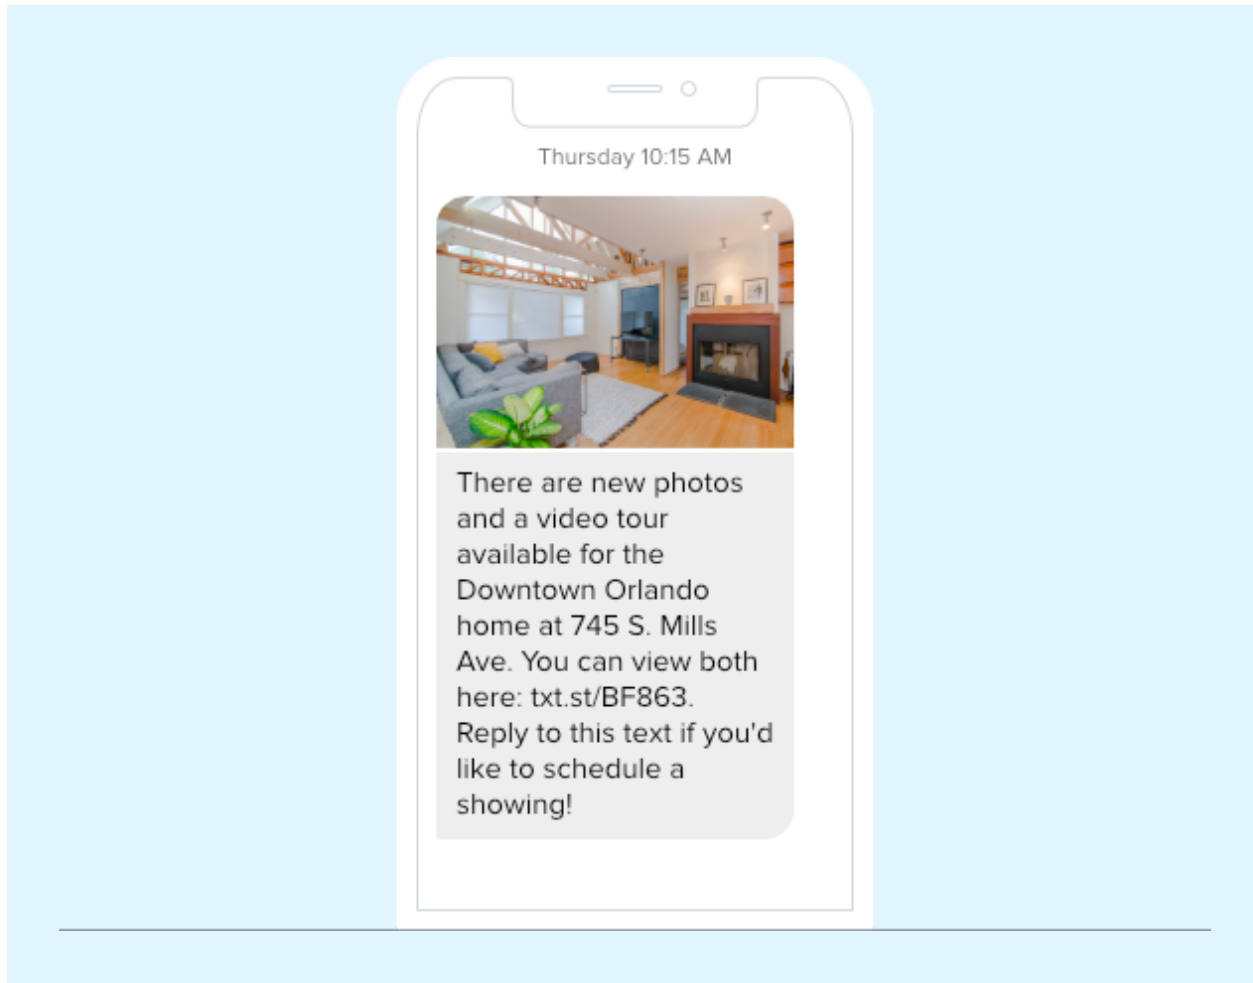 Thursday 10:15 AM
There are new photos
and a video tour
available for the
Downtown Orlando
home at 745 S. Mills
Ave. You can view both
here: txt.st/BF863.
Reply to this text if you'd
like to schedule a
showing!